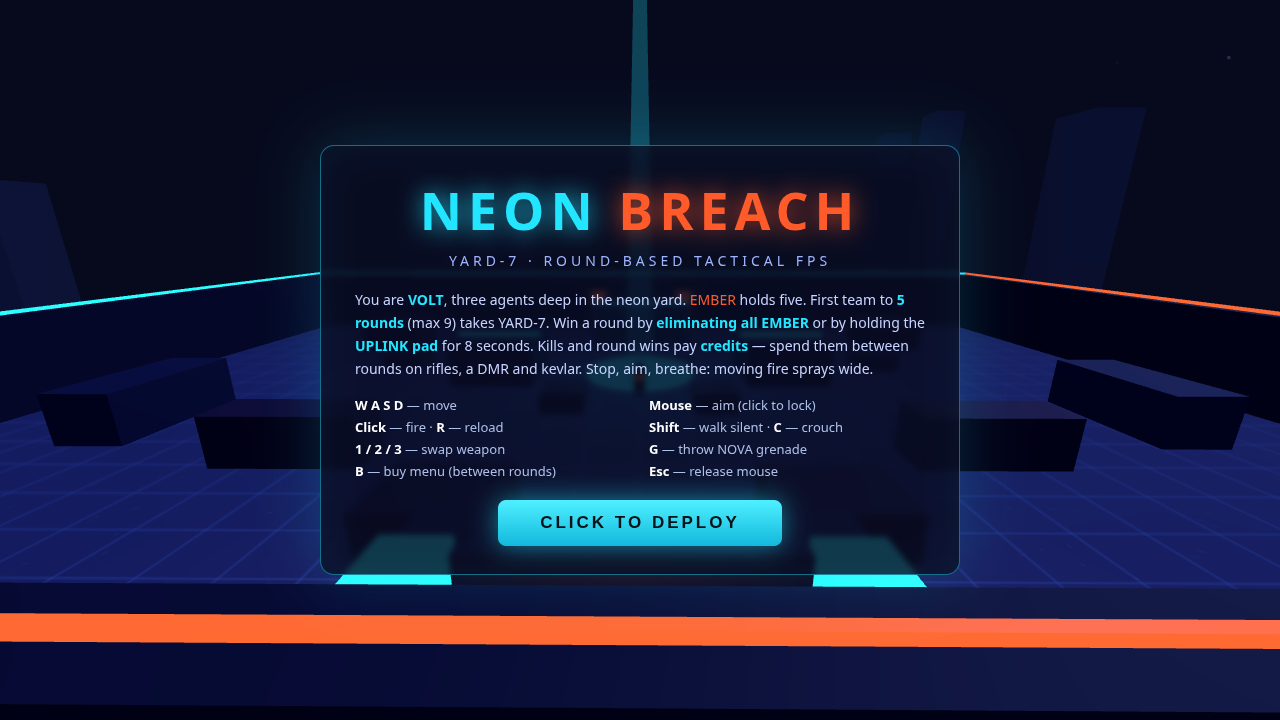 NEON BREACH
YARD-7 · ROUND-BASED TACTICAL FPS
You are VOLT, three agents deep in the neon yard. EMBER holds five. First team to 5
rounds (max 9) takes YARD-7. Win a round by eliminating all EMBER or by holding the
UPLINK pad for 8 seconds. Kills and round wins pay credits — spend them between
rounds on rifles, a DMR and kevlar. Stop, aim, breathe: moving fire sprays wide.
W A S D — move
Mouse — aim (click to lock)
Click — fire · R — reload
Shift — walk silent · C — crouch
1 / 2 / 3 — swap weapon
G — throw NOVA grenade
B — buy menu (between rounds)
Esc — release mouse
CLICK TO DEPLOY